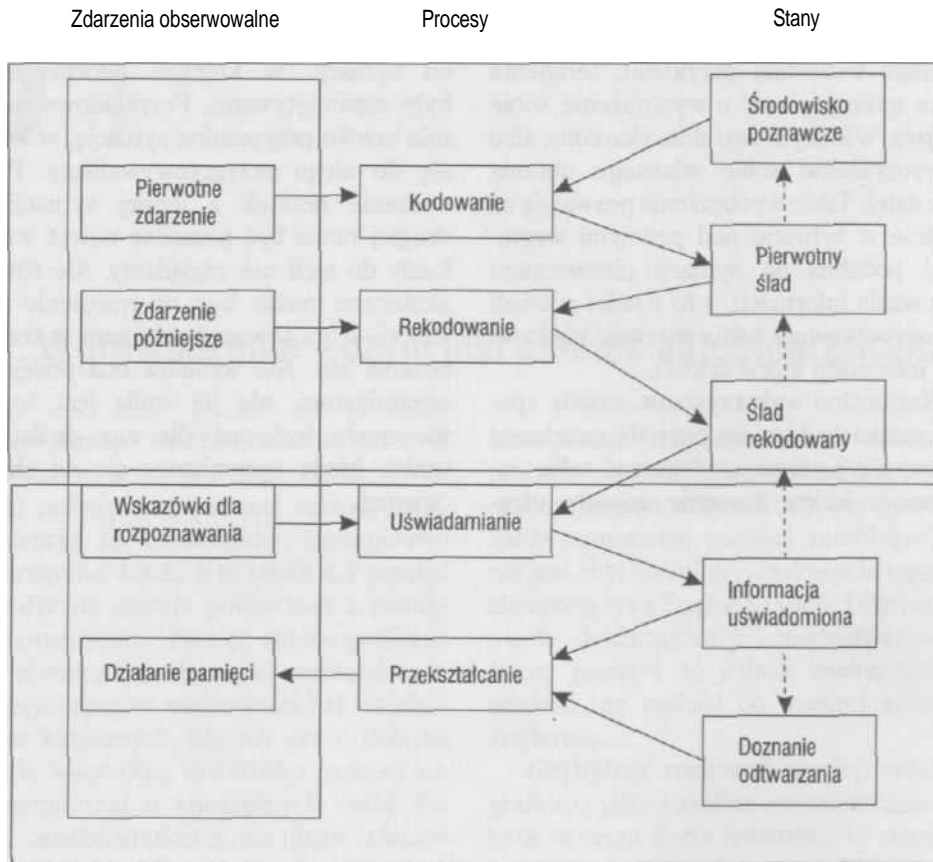 Zdarzenia obserwowalne
Procesy
Stany
Środowisko
poznawcze
Pierwotne
zdarzenie
Kodowanie
Pierwotny
ślad
Zdarzenie
późniejsze
Rekodowanie
Ślad
rekodowany
Wskazówki dla
rozpoznawania
Uświadamianie
Informacja
uświadomiona
Działanie pamięci
Przekształcanie
Doznanie
odtwarzania